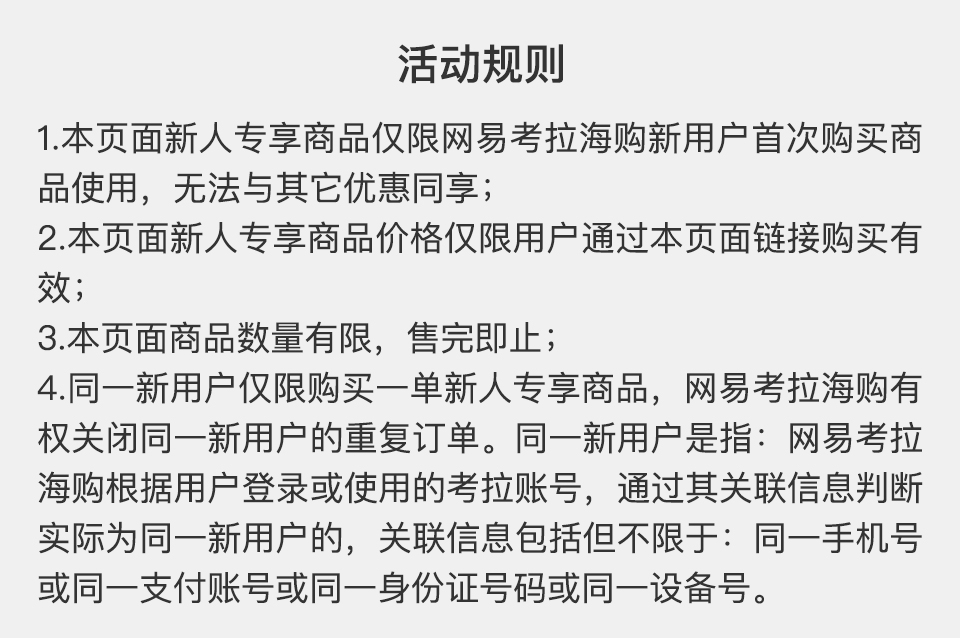 活动规则
1.本页面新人专享商品仅限网易考拉海购新用户首次购买商
品使用，无法与其它优惠同享；
2.本页面新人专享商品价格仅限用户通过本页面链接购买有
效；
3.本页面商品数量有限，售完即止；
4.同一新用户仅限购买一单新人专享商品，网易考拉海购有
权关闭同一新用户的重复订单。同一新用户是指：网易考拉
海购根据用户登录或使用的考拉账号，通过其关联信息判断
实际为同一新用户的，关联信息包括但不限于：同一手机号
或同一支付账号或同一身份证号码或同一设备号。